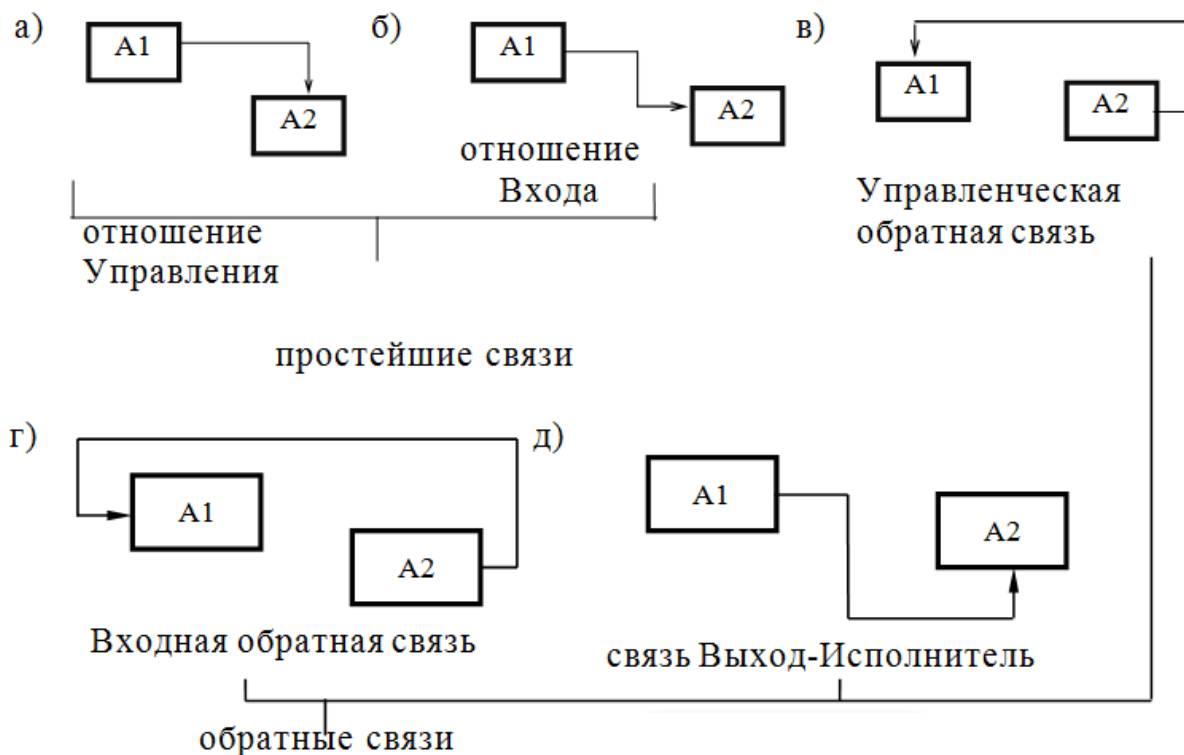 а)
А1
А2
отношение
Управления
б)
А1
А2
отношение
Входа
в)
А1
А2
Управленческая
обратная связь
простейшие связи
г)
А1
А2
Входная обратная связь
д)
А1
А2
связь Выход-Исполнитель
обратные связи